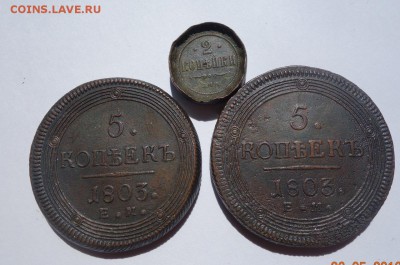 COINS.LAVE.RU
2
КОПѢЙКИ
5.
КОПѢЕКЪ
1803.
Е.М.
5.
КОПѢЕКЪ
1803.
Е.М.